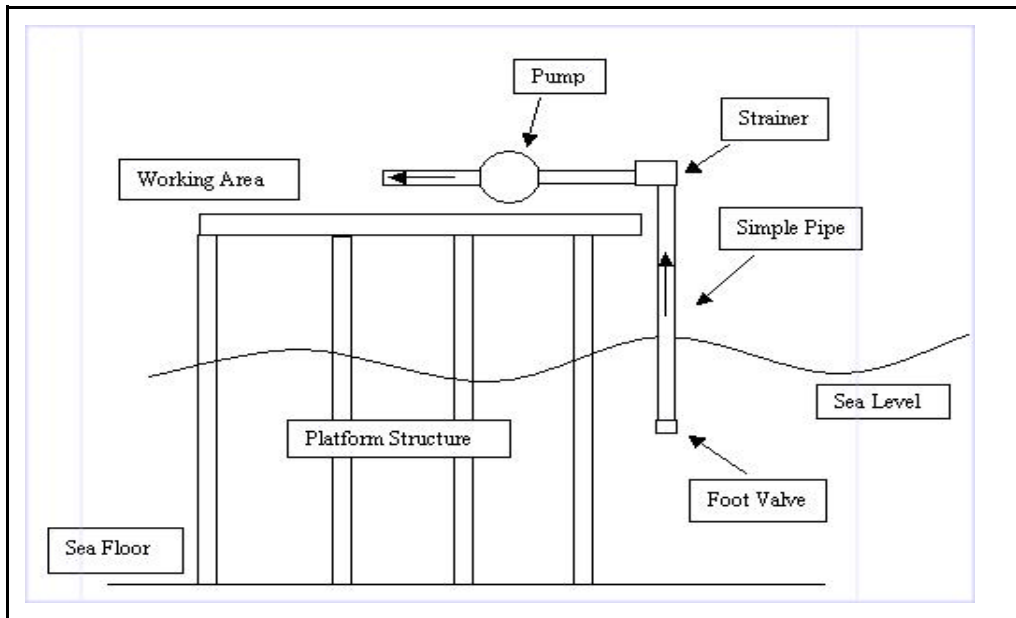 Pump
Strainer
Working Area
Simple Pipe
Sea Level
Platform Structure
Foot Valve
Sea Floor